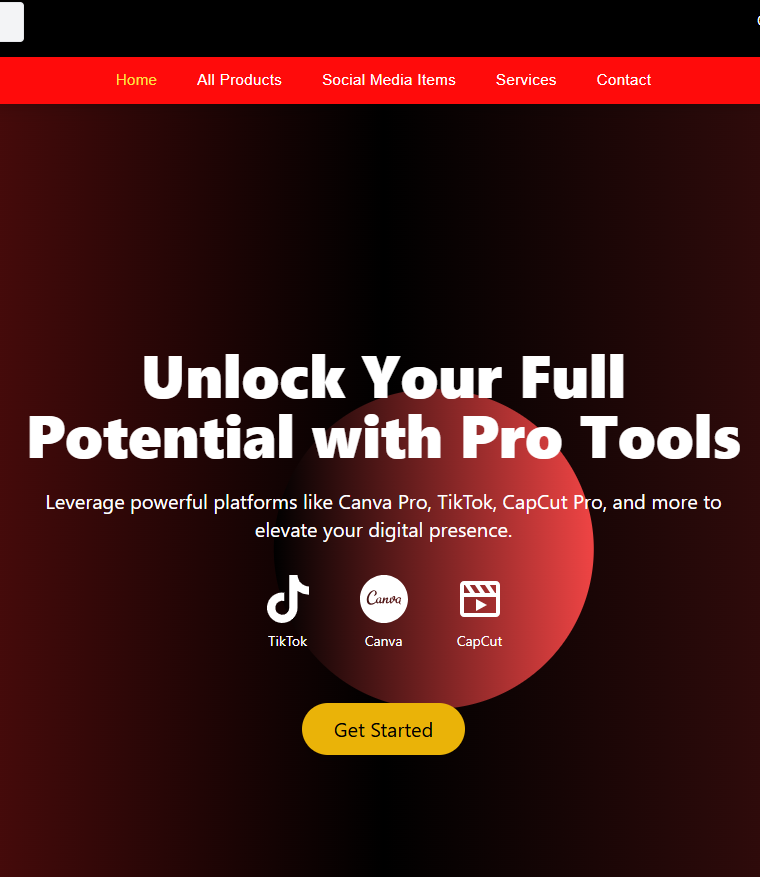 Home All Products Social Media Items Services Contact
Unlock Your Full
Potential with Pro Tools
Leverage powerful platforms like Canva Pro, TikTok, CapCut Pro, and more to
elevate your digital presence.
Canva
TikTok Canva CapCut
Get Started